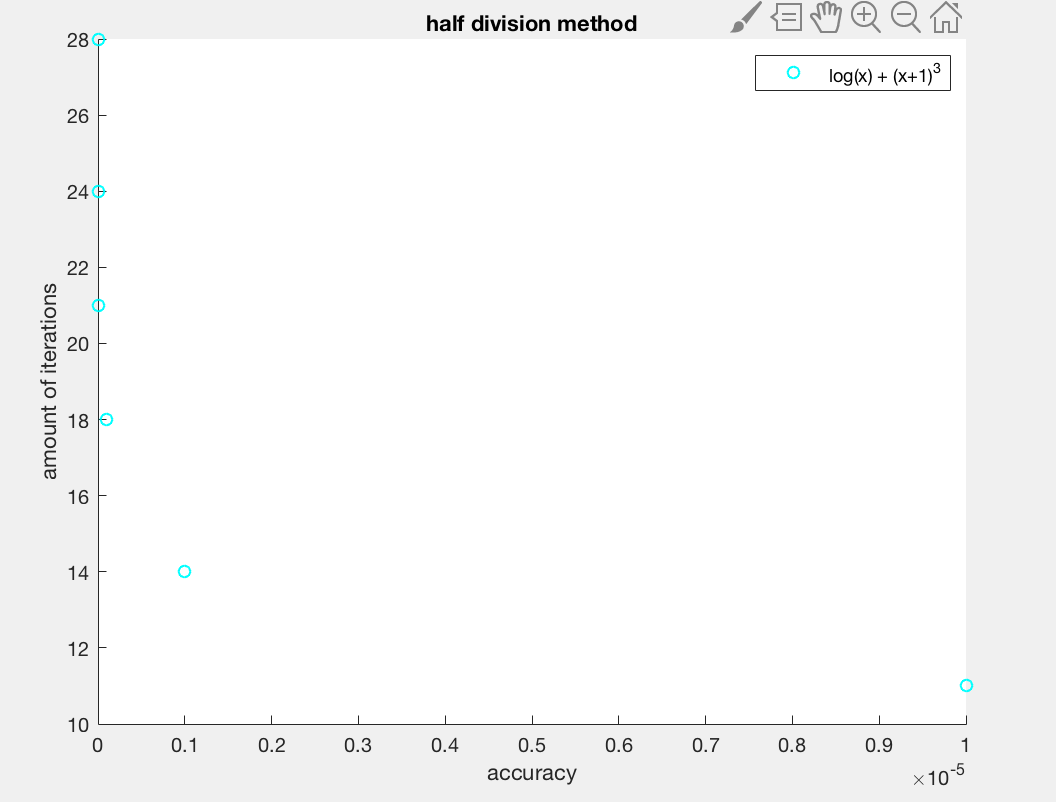 half division method
log(x) + (x+1)^3
28
26
24
22
20
18
16
14
12
10
amount of iterations
0 0.1 0.2 0.3 0.4 0.5 0.6 0.7 0.8 0.9 1
accuracy
×10^-5